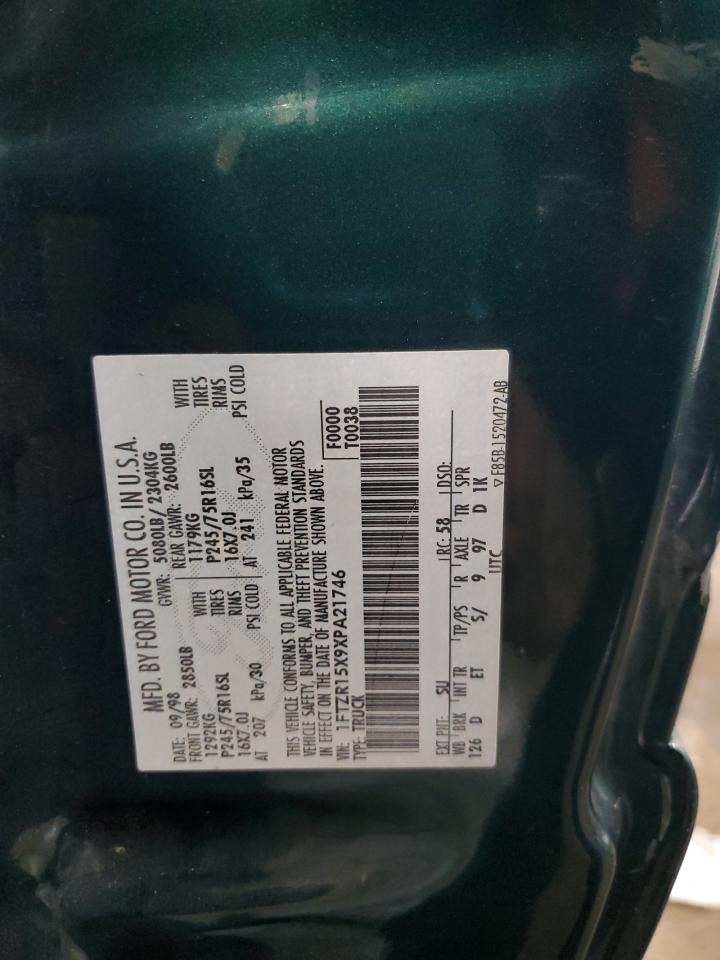 MFD. BY FORD MOTOR CO. IN U.S.A.
DATE: 09/98 GVWR: 5080LB/ 2304KG
FRONT GAWR: 2850LB REAR GAWR: 2600LB
1292KG WITH 1179KG WITH
P245/75R16SL TIRES P245/75R16SL TIRES
16X7.0J RIMS 16X7.0J RIMS
AT 207 kPa/30 PSI COLD AT 241 kPa/35 PSI COLD
THIS VEHICLE CONFORMS TO ALL APPLICABLE FEDERAL MOTOR
VEHICLE SAFETY, BUMPER, AND THEFT PREVENTION STANDARDS
IN EFFECT ON THE DATE OF MANUFACTURE SHOWN ABOVE.
VIN: 1FTZR15X9XPA21746 F0000
TYPE: TRUCK T0038
EXT PNT: SU RC: 58 DSO:
WB BRK INT TR TP/PS R AXLE TR SPR
126 D ET S/ 9 97 D 1K
UTC
▽ F85B-1520472-AB